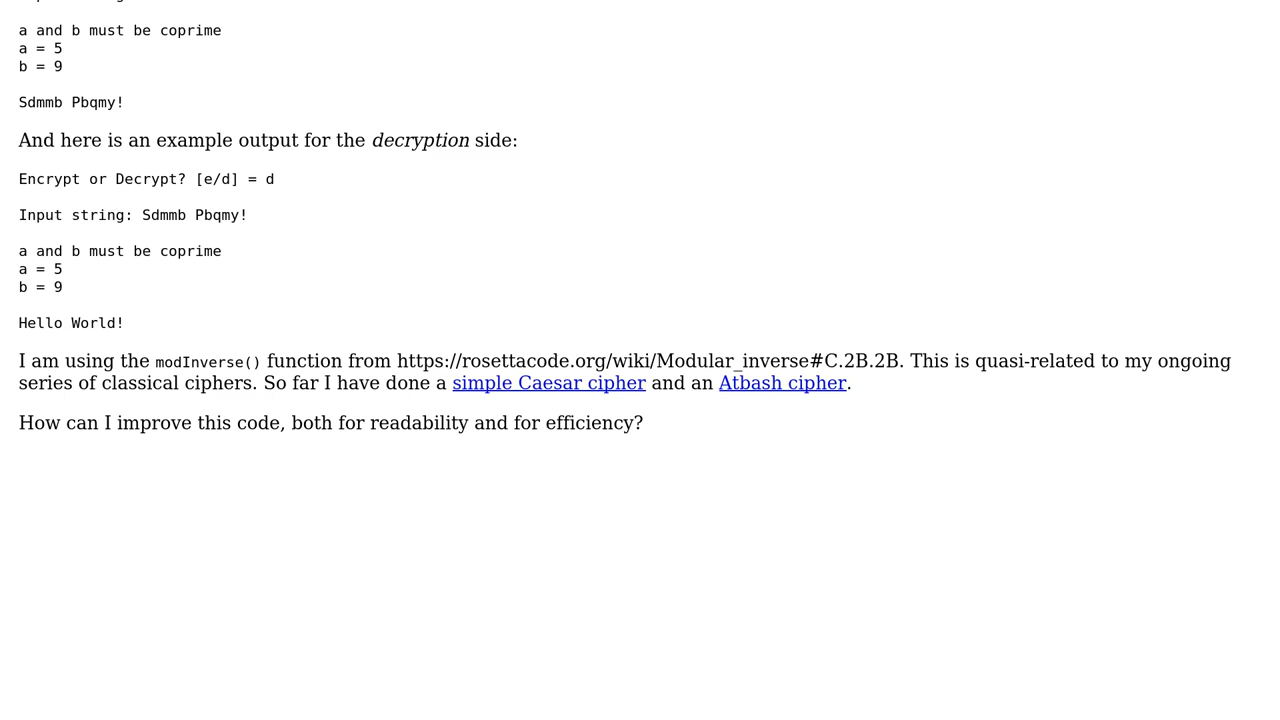 a and b must be coprime
a = 5
b = 9
Sdmmb Pbqmy!
And here is an example output for the decryption side:
Encrypt or Decrypt? [e/d] = d
Input string: Sdmmb Pbqmy!
a and b must be coprime
a = 5
b = 9
Hello World!
I am using the modInverse() function from https://rosettacode.org/wiki/Modular_inverse#C.2B.2B. This is quasi-related to my ongoing
series of classical ciphers. So far I have done a simple Caesar cipher and an Atbash cipher.
How can I improve this code, both for readability and for efficiency?